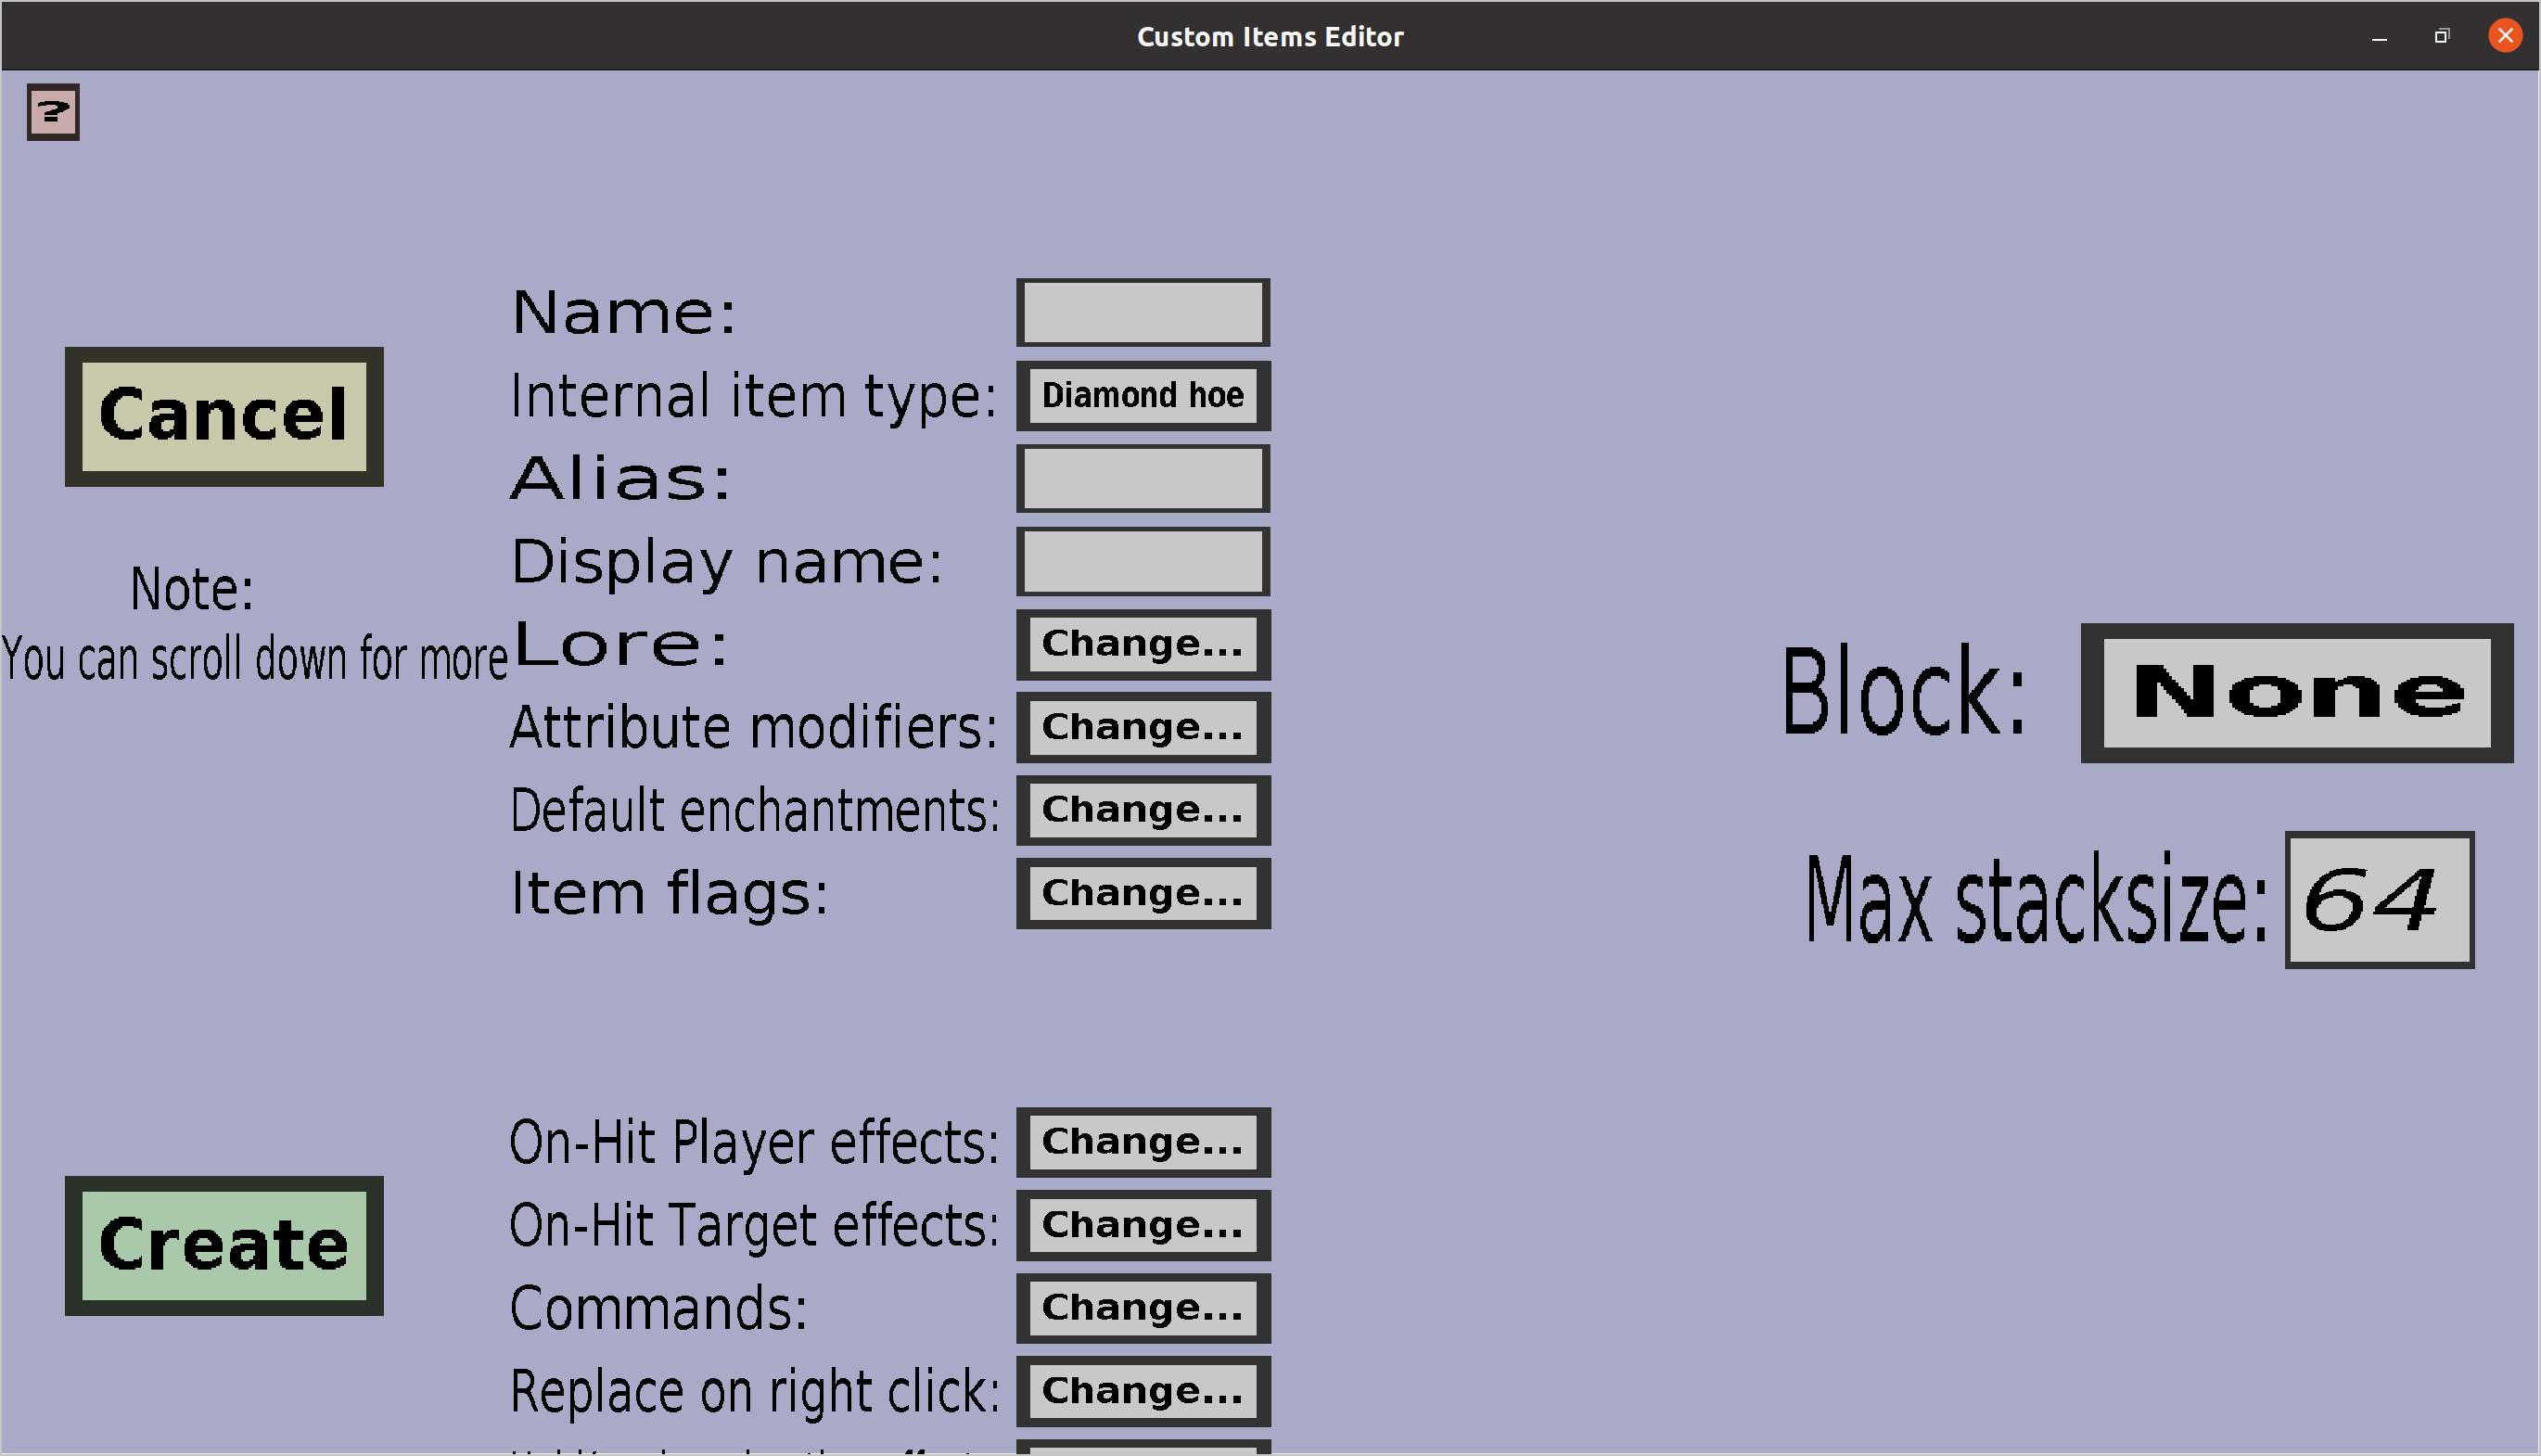 Custom Items Editor
?
Name:
Internal item type: Diamond hoe
Cancel
Alias:
Display name:
Note:
You can scroll down for more
Lore: Change...
Attribute modifiers: Change...
Block: None
Default enchantments: Change...
Item flags: Change...
Max stacksize: 64
On-Hit Player effects: Change...
On-Hit Target effects: Change...
Create
Commands: Change...
Replace on right click: Change...